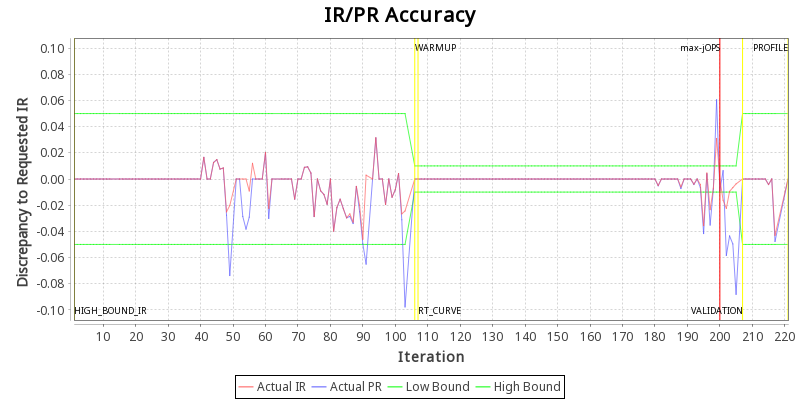 IR/PR Accuracy
Discrepancy to Requested IR
0.10
0.08
0.06
0.04
0.02
0.00
-0.02
-0.04
-0.06
-0.08
-0.10
WARMUP
max-jOPS
PROFILE
HIGH_BOUND_IR
RT_CURVE
VALIDATION
10 20 30 40 50 60 70 80 90 100 110 120 130 140 150 160 170 180 190 200 210 220
Iteration
Actual IR Actual PR Low Bound High Bound